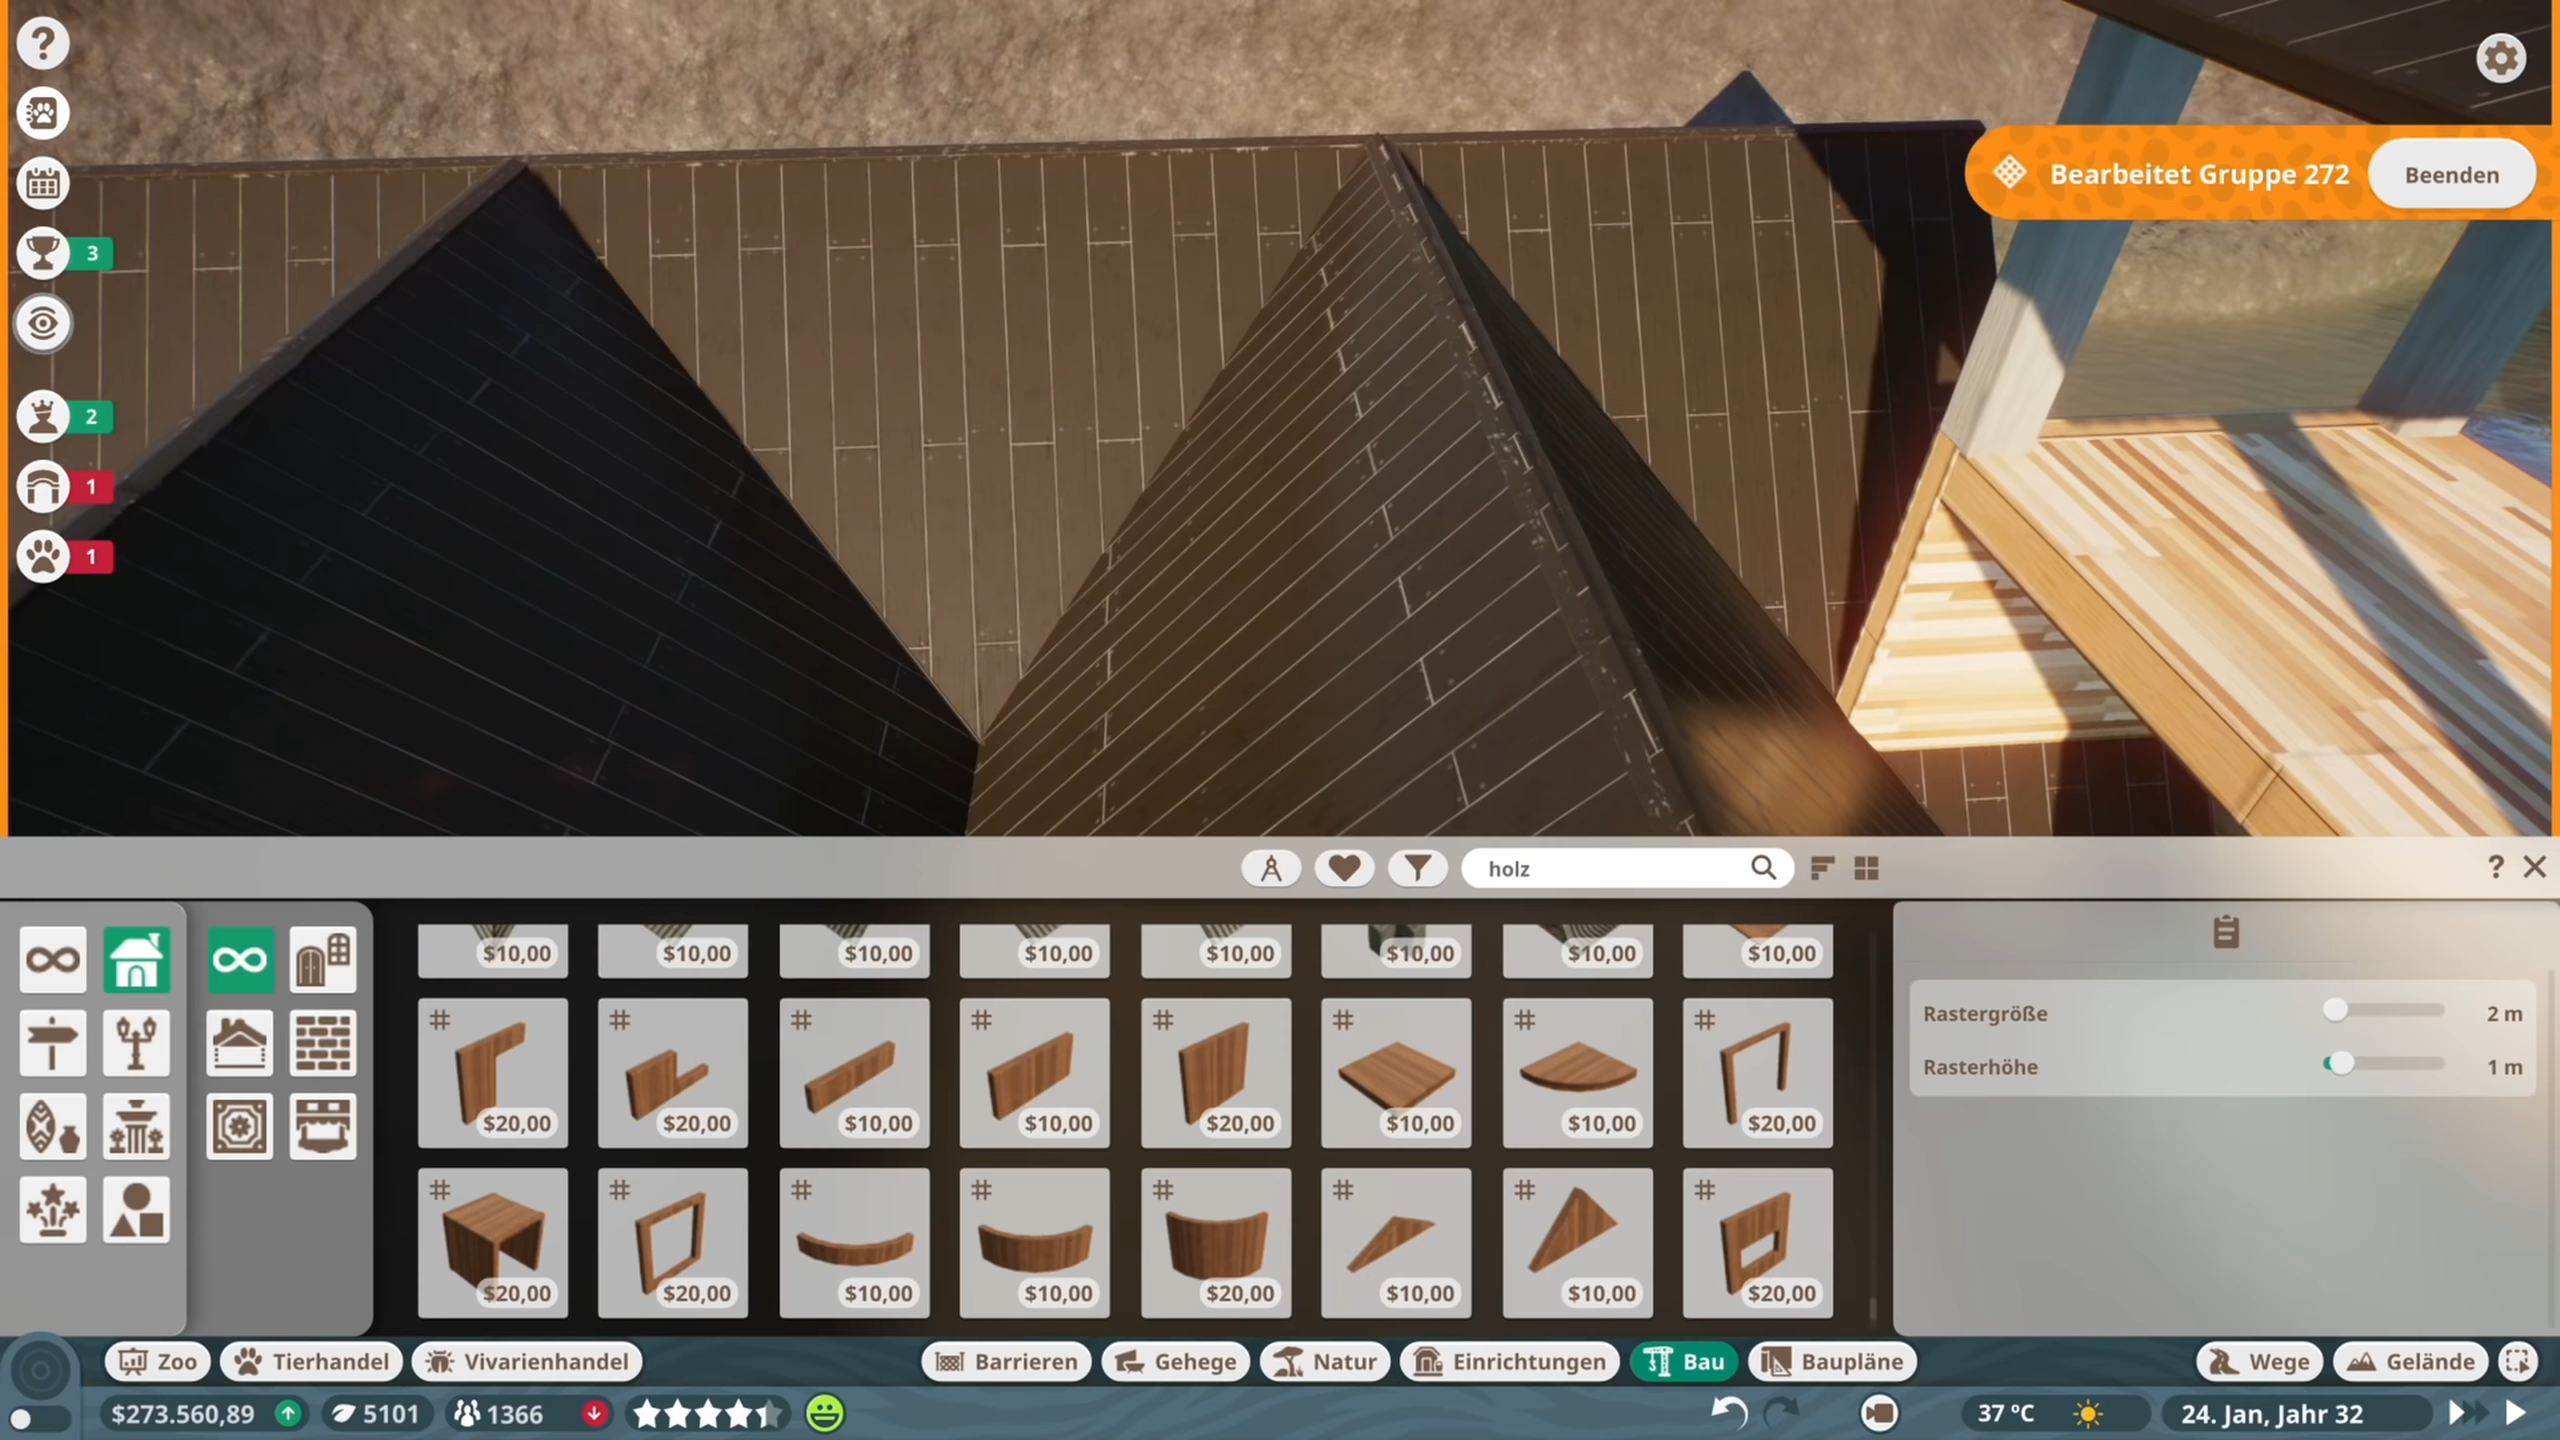 ?
3
Bearbeitet Gruppe 272
Beenden
2
1
1
holz
?
$10,00 $10,00 $10,00 $10,00 $10,00 $10,00 $10,00 $10,00
$20,00 $20,00 $10,00 $10,00 $20,00 $10,00 $10,00 $20,00
$20,00 $20,00 $10,00 $10,00 $20,00 $10,00 $10,00 $20,00
Rastergröße 2 m
Rasterhöhe 1 m
Zoo Tierhandel Vivarienhandel Barrieren Gehege Natur Einrichtungen Bau Baupläne Wege Gelände
$273.560,89 5101 1366 37 °C 24. Jan, Jahr 32